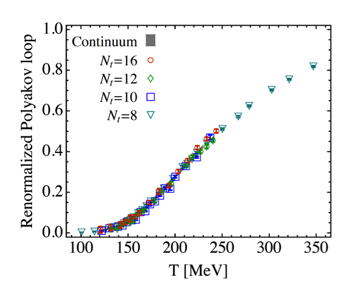 Renormalized Polyakov loop
1.0
0.8
0.6
0.4
0.2
0.0
Continuum
Nt=16
Nt=12
Nt=10
Nt=8
100 150 200 250 300 350
T [MeV]